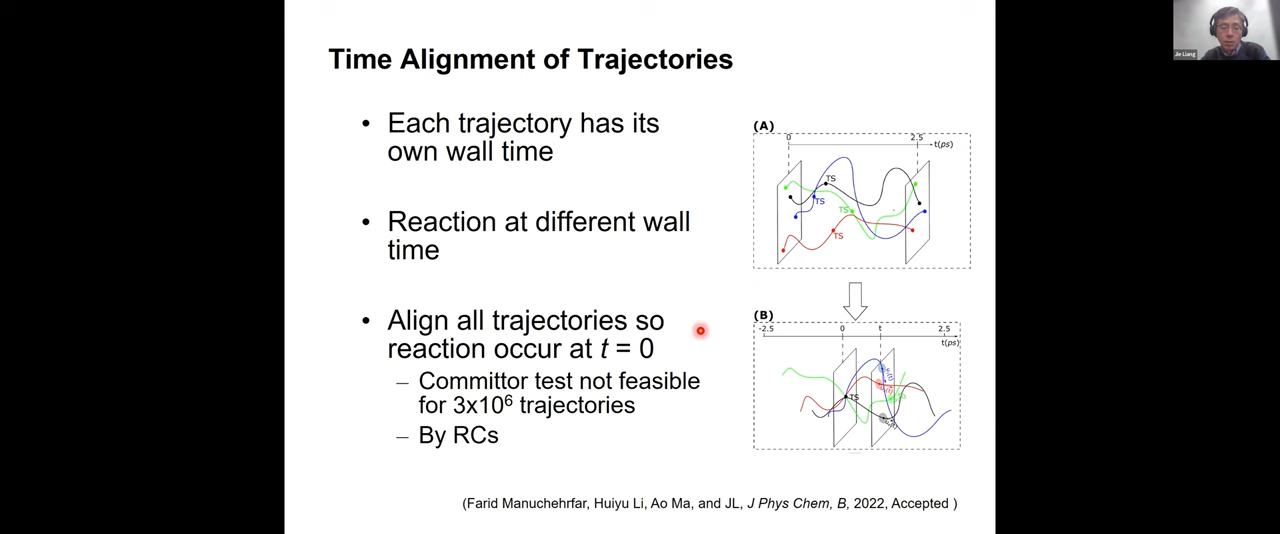 Time Alignment of Trajectories
• Each trajectory has its
own wall time
• Reaction at different wall
time
• Align all trajectories so
reaction occur at t = 0
– Committor test not feasible
for 3x10⁶ trajectories
– By RCs
(A)
0 2.5
t(ps)
TS
TS
TS
TS
(B)
-2.5 0 t 2.5
t(ps)
TS
(Farid Manuchehrfar, Huiyu Li, Ao Ma, and JL, J Phys Chem, B, 2022, Accepted )
Jie Liang